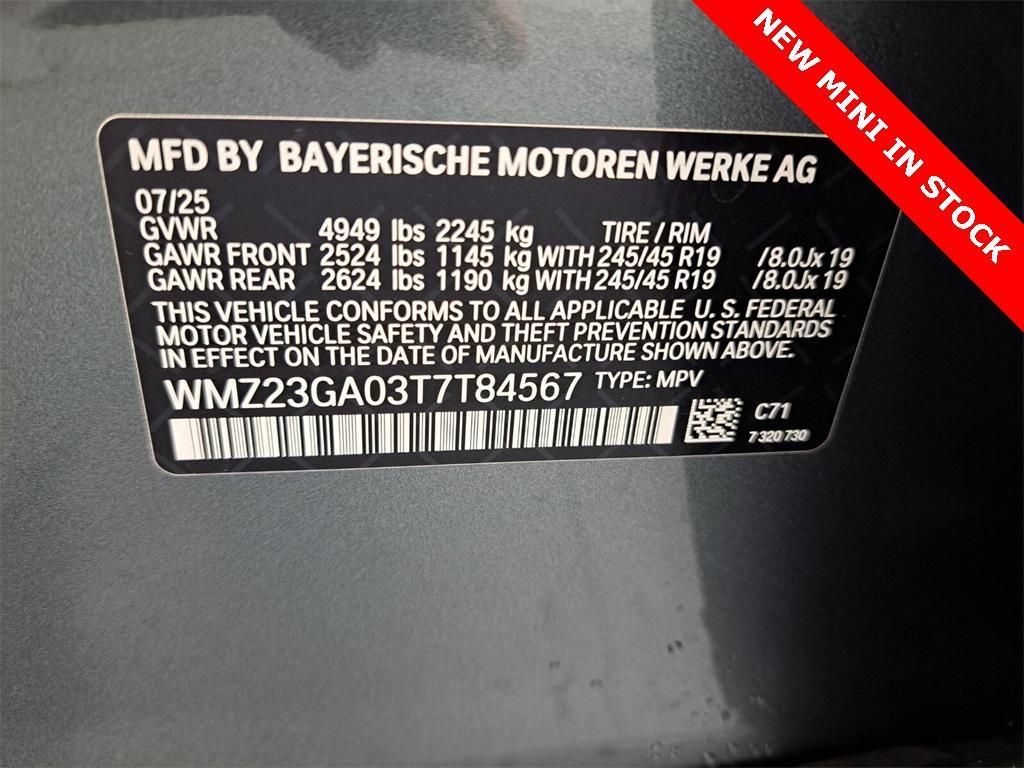 NEW MINI IN STOCK
MFD BY BAYERISCHE MOTOREN WERKE AG
07/25
GVWR 4949 lbs 2245 kg TIRE / RIM
GAWR FRONT 2524 lbs 1145 kg WITH 245/45 R19 /8.0Jx 19
GAWR REAR 2624 lbs 1190 kg WITH 245/45 R19 /8.0Jx 19
THIS VEHICLE CONFORMS TO ALL APPLICABLE U. S. FEDERAL
MOTOR VEHICLE SAFETY AND THEFT PREVENTION STANDARDS
IN EFFECT ON THE DATE OF MANUFACTURE SHOWN ABOVE.
WMZ23GA03T7T84567 TYPE: MPV
C71
7 320 730